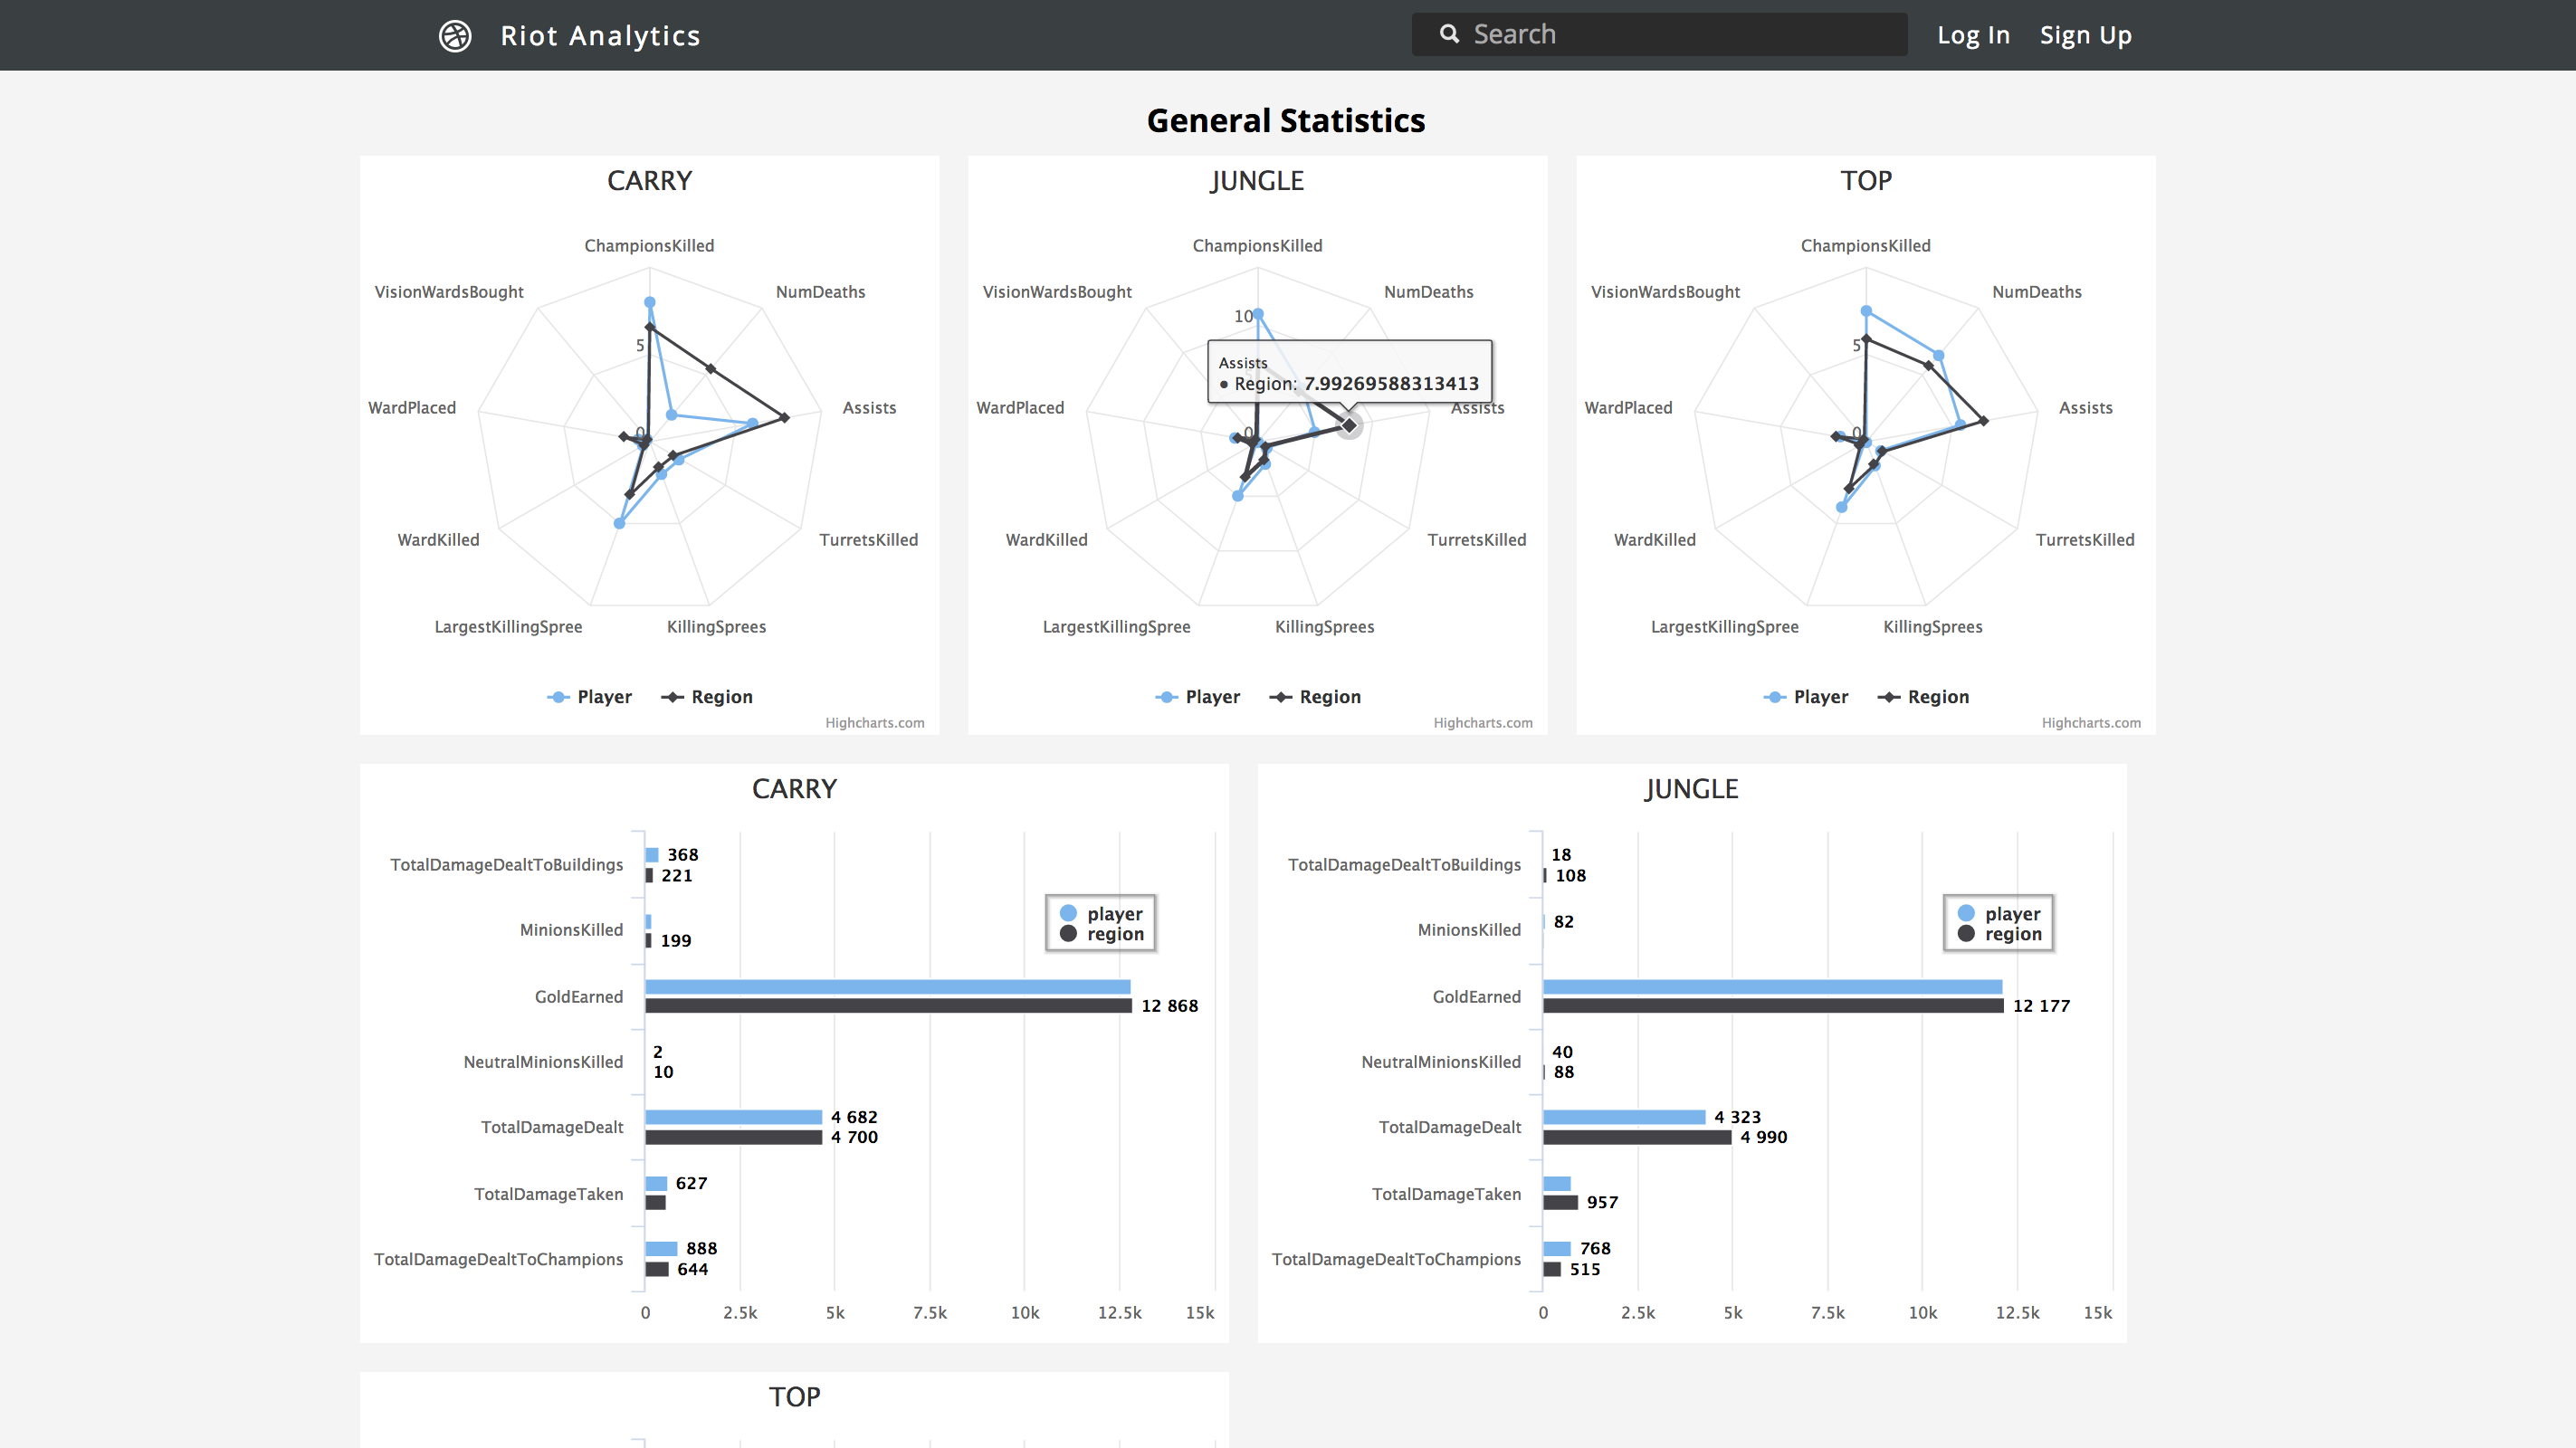 Riot Analytics
Search
Log In
Sign Up
General Statistics
CARRY
ChampionsKilled
VisionWardsBought
NumDeaths
5
WardPlaced
Assists
0
WardKilled
TurretsKilled
LargestKillingSpree
KillingSprees
Player
Region
Highcharts.com
JUNGLE
ChampionsKilled
VisionWardsBought
NumDeaths
10
Assists
● Region: 7.99269588313413
WardPlaced
Assists
0
WardKilled
TurretsKilled
LargestKillingSpree
KillingSprees
Player
Region
Highcharts.com
TOP
ChampionsKilled
VisionWardsBought
NumDeaths
5
WardPlaced
Assists
0
WardKilled
TurretsKilled
LargestKillingSpree
KillingSprees
Player
Region
Highcharts.com
CARRY
TotalDamageDealtToBuildings
368
221
player
region
MinionsKilled
199
GoldEarned
12 868
NeutralMinionsKilled
2
10
TotalDamageDealt
4 682
4 700
TotalDamageTaken
627
TotalDamageDealtToChampions
888
644
0 2.5k 5k 7.5k 10k 12.5k 15k
JUNGLE
TotalDamageDealtToBuildings
18
108
player
region
MinionsKilled
82
GoldEarned
12 177
NeutralMinionsKilled
40
88
TotalDamageDealt
4 323
4 990
TotalDamageTaken
957
TotalDamageDealtToChampions
768
515
0 2.5k 5k 7.5k 10k 12.5k 15k
TOP